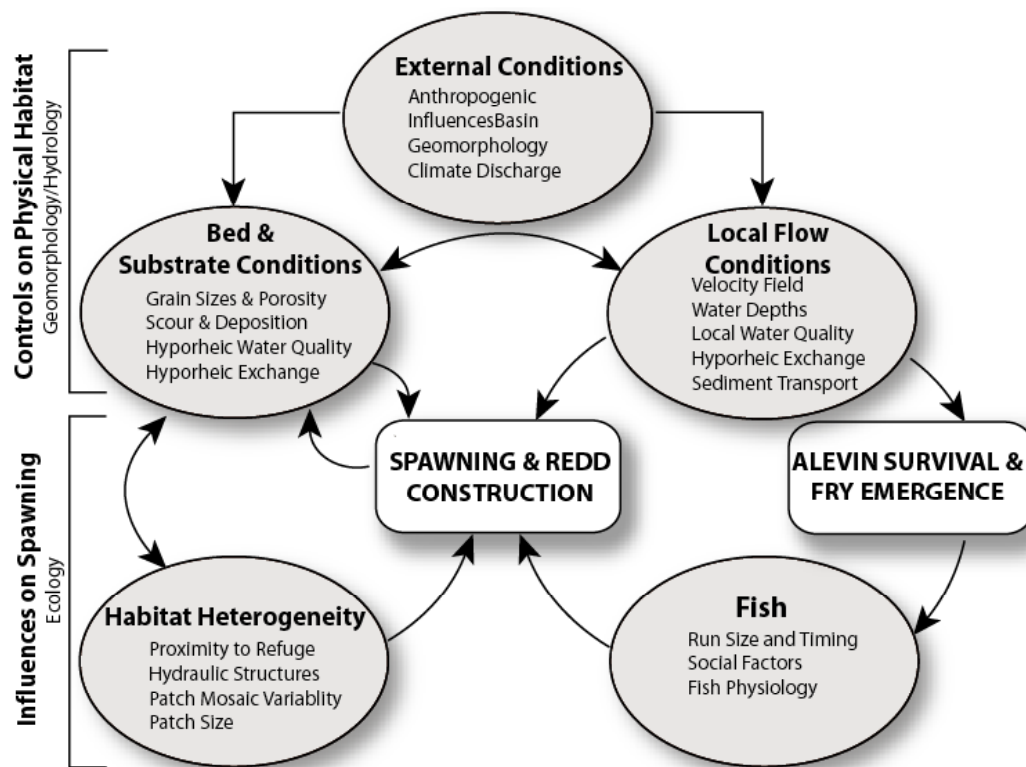 Controls on Physical Habitat
Geomorphology/Hydrology
External Conditions
Anthropogenic
InfluencesBasin
Geomorphology
Climate Discharge
Bed &
Substrate Conditions
Grain Sizes & Porosity
Scour & Deposition
Hyporheic Water Quality
Hyporheic Exchange
Local Flow
Conditions
Velocity Field
Water Depths
Local Water Quality
Hyporheic Exchange
Sediment Transport
Influences on Spawning
Ecology
SPAWNING & REDD
CONSTRUCTION
ALEVIN SURVIVAL &
FRY EMERGENCE
Habitat Heterogeneity
Proximity to Refuge
Hydraulic Structures
Patch Mosaic Variablity
Patch Size
Fish
Run Size and Timing
Social Factors
Fish Physiology